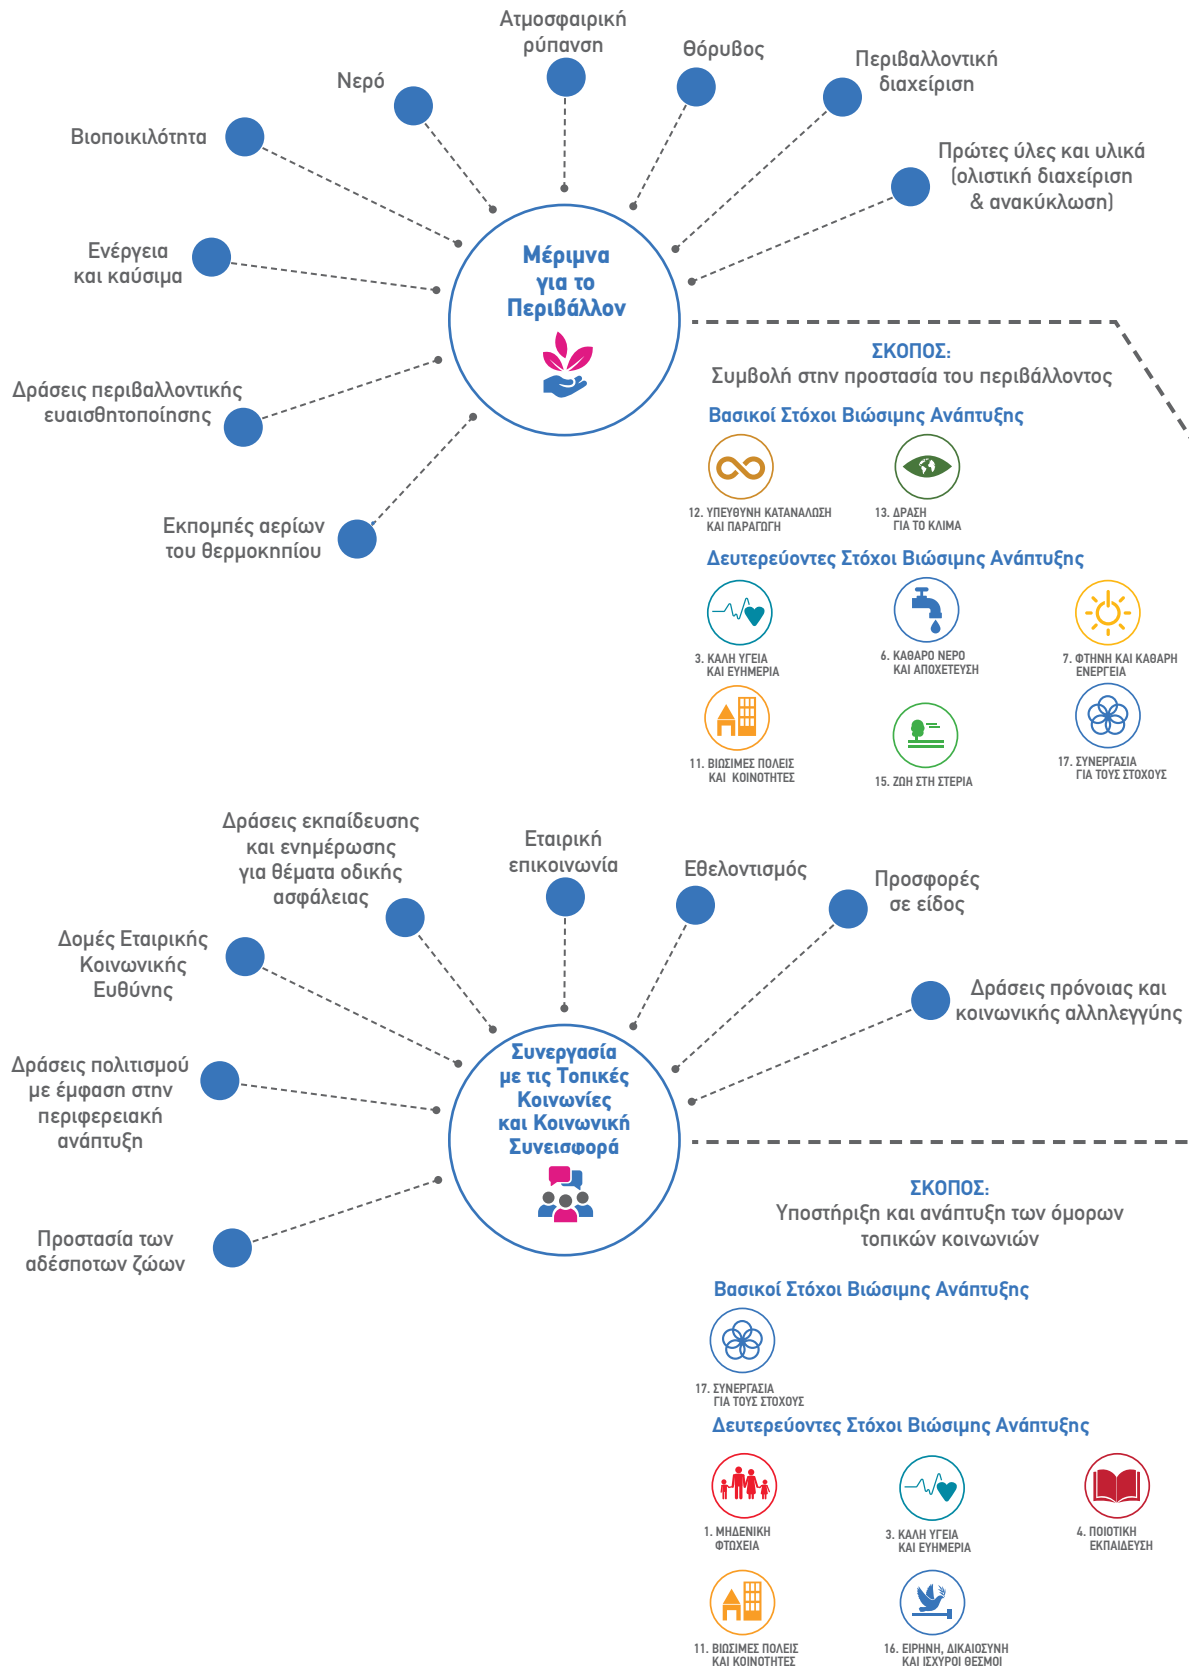 Ατμοσφαιρική
ρύπανση
Θόρυβος
Περιβαλλοντική
διαχείριση
Νερό
Βιοποικιλότητα
Πρώτες ύλες και υλικά
(ολιστική διαχείριση
& ανακύκλωση)
Ενέργεια
και καύσιμα
Μέριμνα
για το
Περιβάλλον
Δράσεις περιβαλλοντικής
ευαισθητοποίησης
Εκπομπές αερίων
του θερμοκηπίου
ΣΚΟΠΟΣ:
Συμβολή στην προστασία του περιβάλλοντος
Βασικοί Στόχοι Βιώσιμης Ανάπτυξης
12. ΥΠΕΥΘΥΝΗ ΚΑΤΑΝΑΛΩΣΗ
ΚΑΙ ΠΑΡΑΓΩΓΗ
13. ΔΡΑΣΗ
ΓΙΑ ΤΟ ΚΛΙΜΑ
Δευτερεύοντες Στόχοι Βιώσιμης Ανάπτυξης
3. ΚΑΛΗ ΥΓΕΙΑ
ΚΑΙ ΕΥΗΜΕΡΙΑ
6. ΚΑΘΑΡΟ ΝΕΡΟ
ΚΑΙ ΑΠΟΧΕΤΕΥΣΗ
7. ΦΤΗΝΗ ΚΑΙ ΚΑΘΑΡΗ
ΕΝΕΡΓΕΙΑ
11. ΒΙΩΣΙΜΕΣ ΠΟΛΕΙΣ
ΚΑΙ ΚΟΙΝΟΤΗΤΕΣ
15. ΖΩΗ ΣΤΗ ΣΤΕΡΙΑ
17. ΣΥΝΕΡΓΑΣΙΑ
ΓΙΑ ΤΟΥΣ ΣΤΟΧΟΥΣ
Δράσεις εκπαίδευσης
και ενημέρωσης
για θέματα οδικής
ασφάλειας
Εταιρική
επικοινωνία
Εθελοντισμός
Προσφορές
σε είδος
Δομές Εταιρικής
Κοινωνικής
Ευθύνης
Δράσεις πρόνοιας και
κοινωνικής αλληλεγγύης
Δράσεις πολιτισμού
με έμφαση στην
περιφερειακή
ανάπτυξη
Συνεργασία
με τις Τοπικές
Κοινωνίες
και Κοινωνική
Συνεισφορά
Προστασία των
αδέσποτων ζώων
ΣΚΟΠΟΣ:
Υποστήριξη και ανάπτυξη των όμορων
τοπικών κοινωνιών
Βασικοί Στόχοι Βιώσιμης Ανάπτυξης
17. ΣΥΝΕΡΓΑΣΙΑ
ΓΙΑ ΤΟΥΣ ΣΤΟΧΟΥΣ
Δευτερεύοντες Στόχοι Βιώσιμης Ανάπτυξης
1. ΜΗΔΕΝΙΚΗ
ΦΤΩΧΕΙΑ
3. ΚΑΛΗ ΥΓΕΙΑ
ΚΑΙ ΕΥΗΜΕΡΙΑ
4. ΠΟΙΟΤΙΚΗ
ΕΚΠΑΙΔΕΥΣΗ
11. ΒΙΩΣΙΜΕΣ ΠΟΛΕΙΣ
ΚΑΙ ΚΟΙΝΟΤΗΤΕΣ
16. ΕΙΡΗΝΗ, ΔΙΚΑΙΟΣΥΝΗ
ΚΑΙ ΙΣΧΥΡΟΙ ΘΕΣΜΟΙ